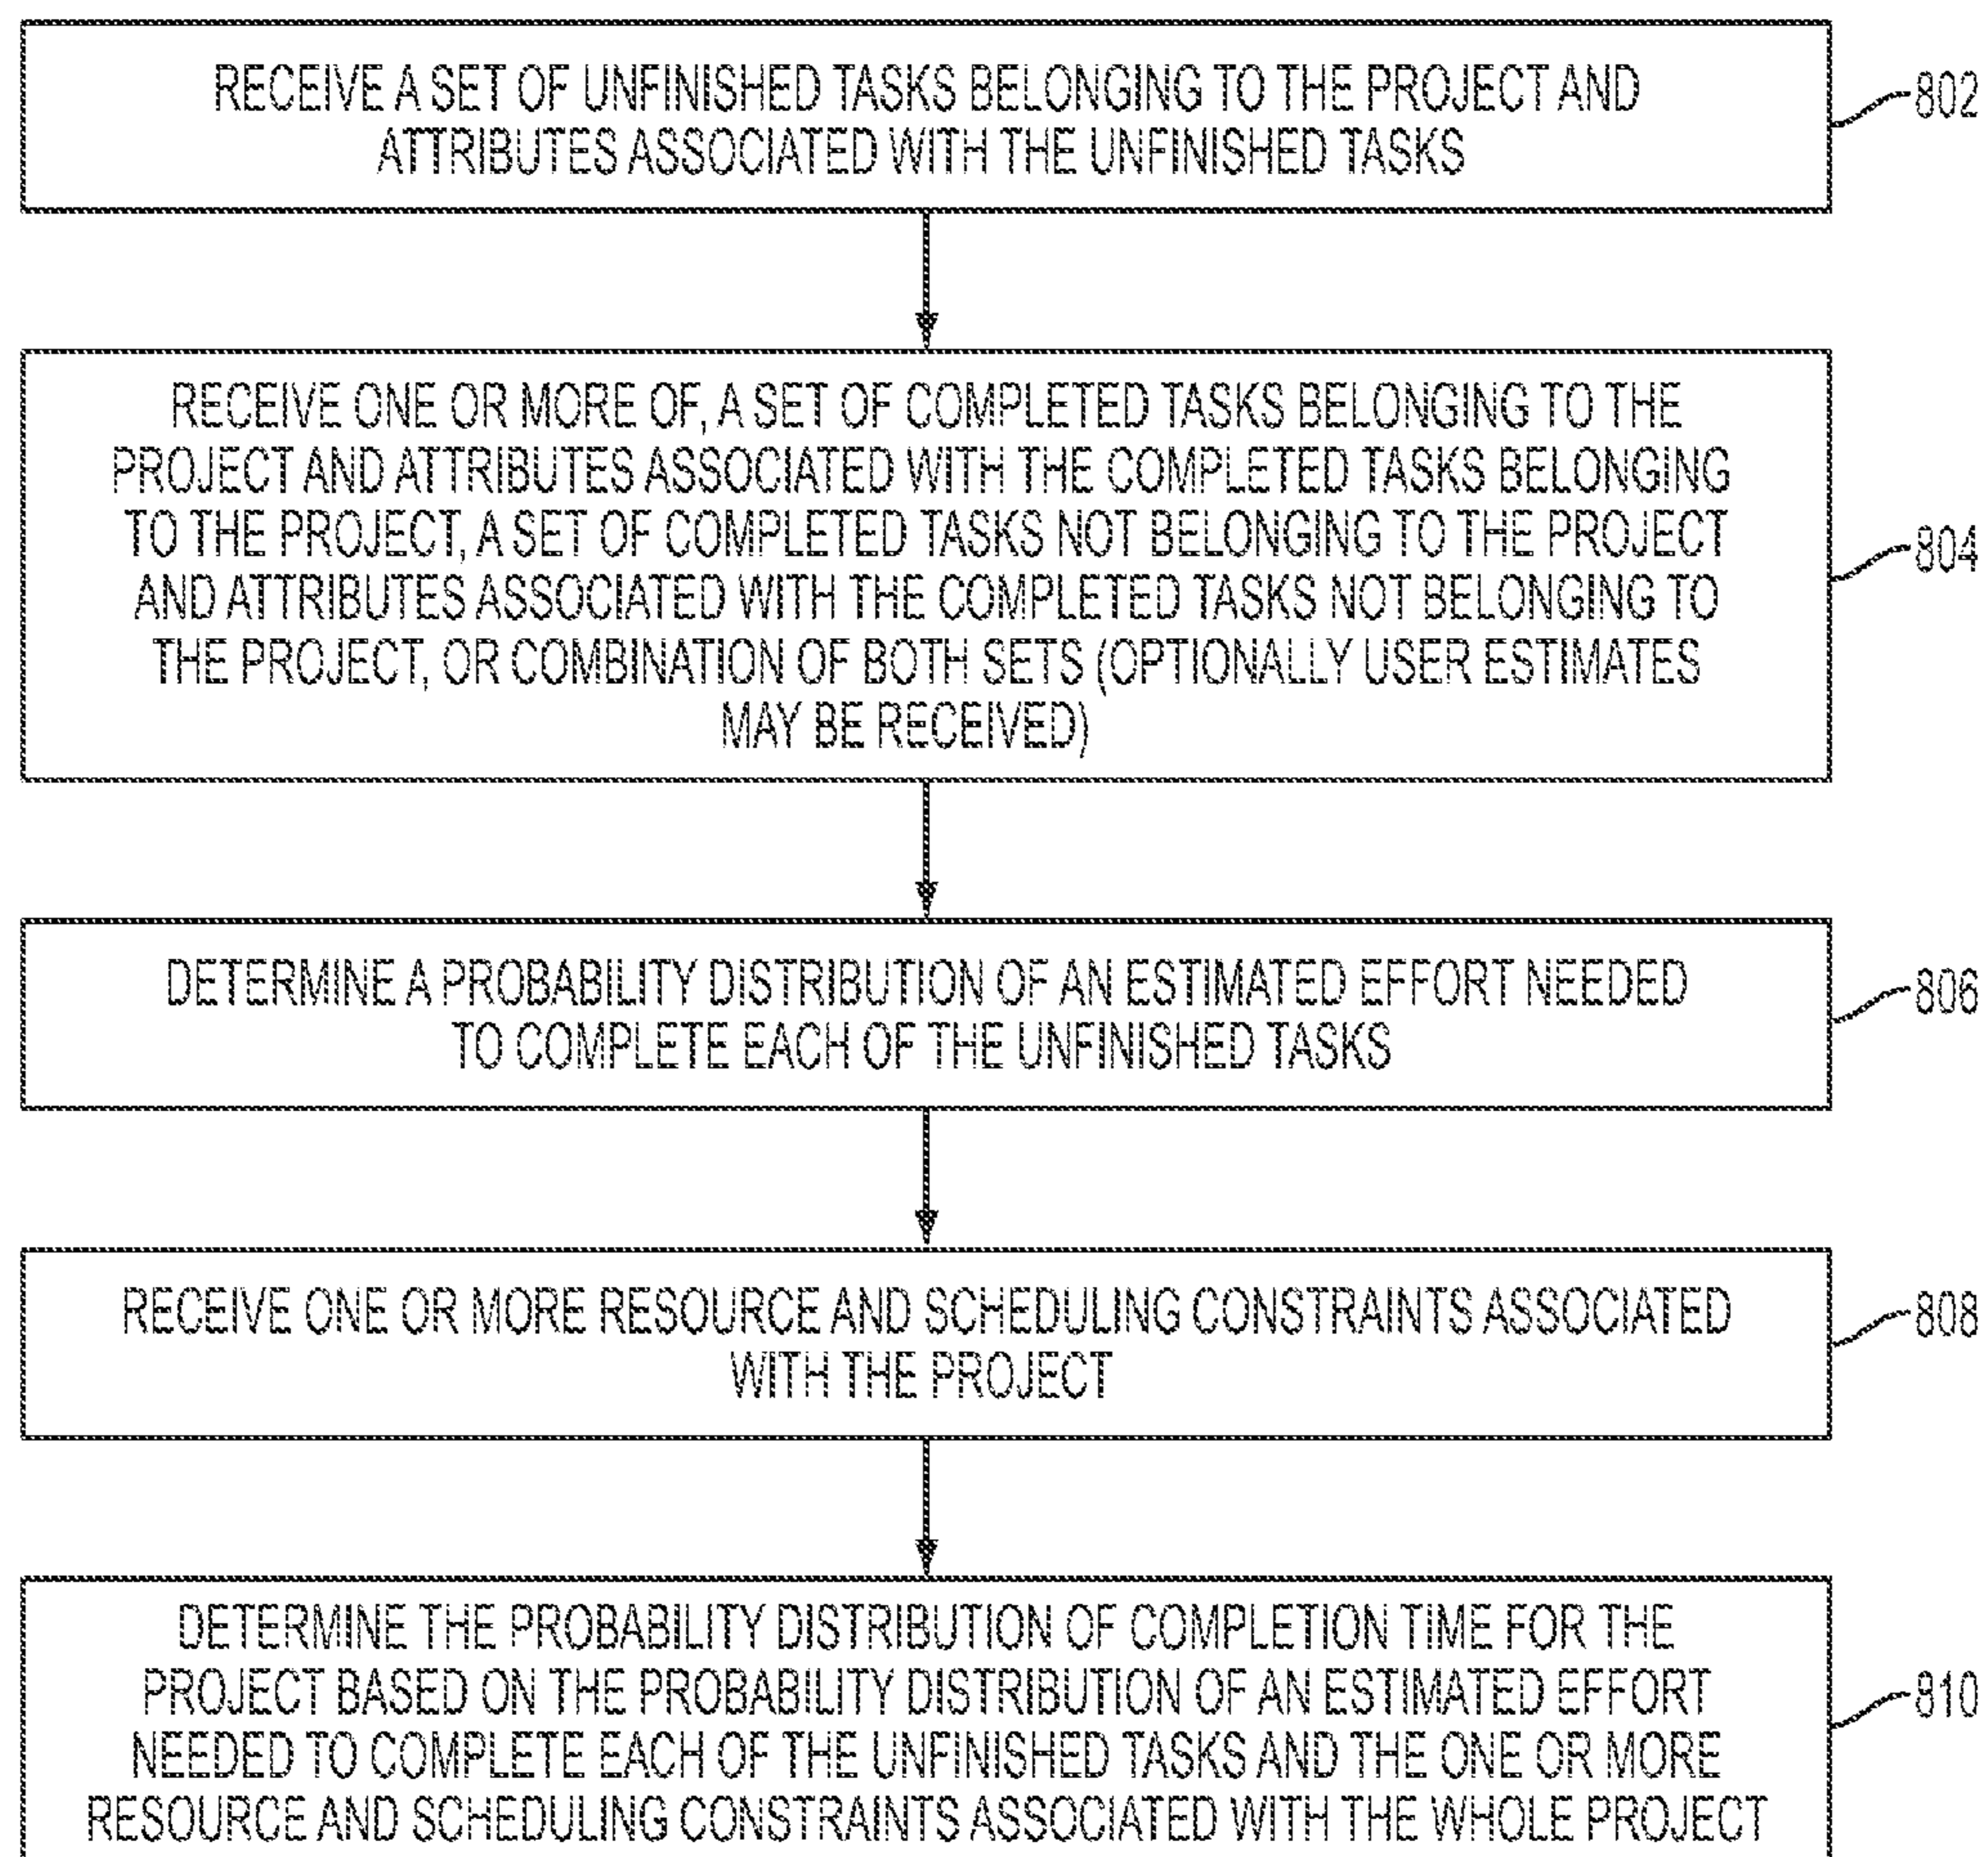 RECEIVE A SET OF UNFINISHED TASKS BELONGING TO THE PROJECT AND
ATTRIBUTES ASSOCIATED WITH THE UNFINISHED TASKS
802
RECEIVE ONE OR MORE OF, A SET OF COMPLETED TASKS BELONGING TO THE
PROJECT AND ATTRIBUTES ASSOCIATED WITH THE COMPLETED TASKS BELONGING
TO THE PROJECT, A SET OF COMPLETED TASKS NOT BELONGING TO THE PROJECT
AND ATTRIBUTES ASSOCIATED WITH THE COMPLETED TASKS NOT BELONGING TO
THE PROJECT, OR COMBINATION OF BOTH SETS (OPTIONALLY USER ESTIMATES
MAY BE RECEIVED)
804
DETERMINE A PROBABILITY DISTRIBUTION OF AN ESTIMATED EFFORT NEEDED
TO COMPLETE EACH OF THE UNFINISHED TASKS
806
RECEIVE ONE OR MORE RESOURCE AND SCHEDULING CONSTRAINTS ASSOCIATED
WITH THE PROJECT
808
DETERMINE THE PROBABILITY DISTRIBUTION OF COMPLETION TIME FOR THE
PROJECT BASED ON THE PROBABILITY DISTRIBUTION OF AN ESTIMATED EFFORT
NEEDED TO COMPLETE EACH OF THE UNFINISHED TASKS AND THE ONE OR MORE
RESOURCE AND SCHEDULING CONSTRAINTS ASSOCIATED WITH THE WHOLE PROJECT
810